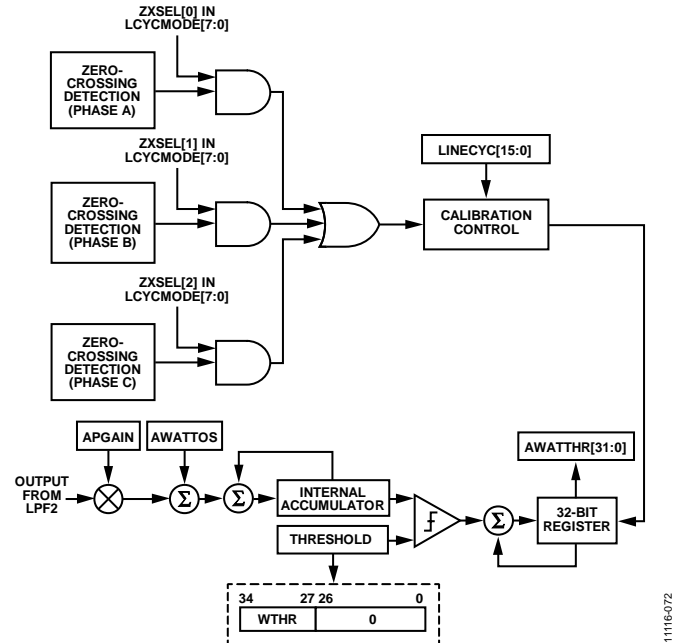 ZXSEL[0] IN
LCYCMODE[7:0]
ZERO-
CROSSING
DETECTION
(PHASE A)
ZXSEL[1] IN
LCYCMODE[7:0]
ZERO-
CROSSING
DETECTION
(PHASE B)
ZXSEL[2] IN
LCYCMODE[7:0]
ZERO-
CROSSING
DETECTION
(PHASE C)
LINECYC[15:0]
CALIBRATION
CONTROL
APGAIN
AWATTOS
AWATTHR[31:0]
OUTPUT
FROM
LPF2
Σ
Σ
INTERNAL
ACCUMULATOR
THRESHOLD
Σ
32-BIT
REGISTER
34 27 26 0
WTHR 0
11116-072